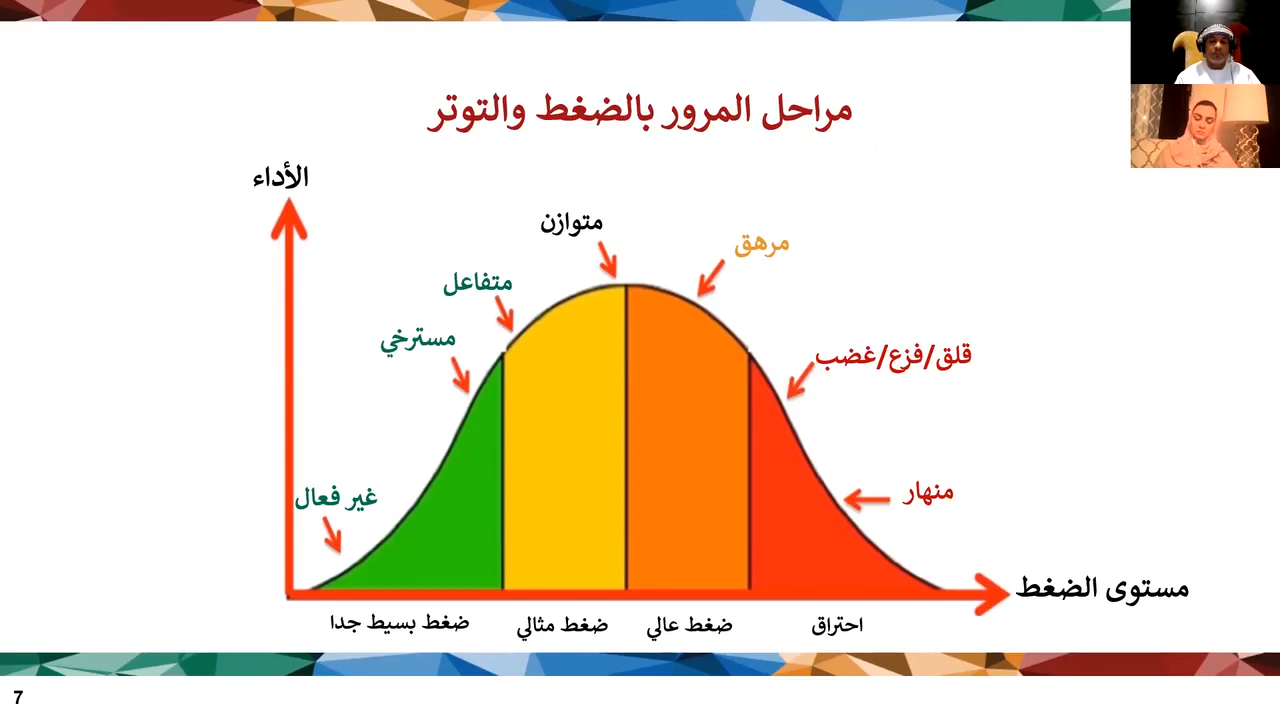 مراحل المرور بالضغط والتوتر
الأداء
متوازن
مرهق
متفاعل
مسترخي
قلق/فزع/غضب
غير فعال
منهار
مستوى الضغط
ضغط بسيط جدا
ضغط مثالي
ضغط عالي
احتراق
7